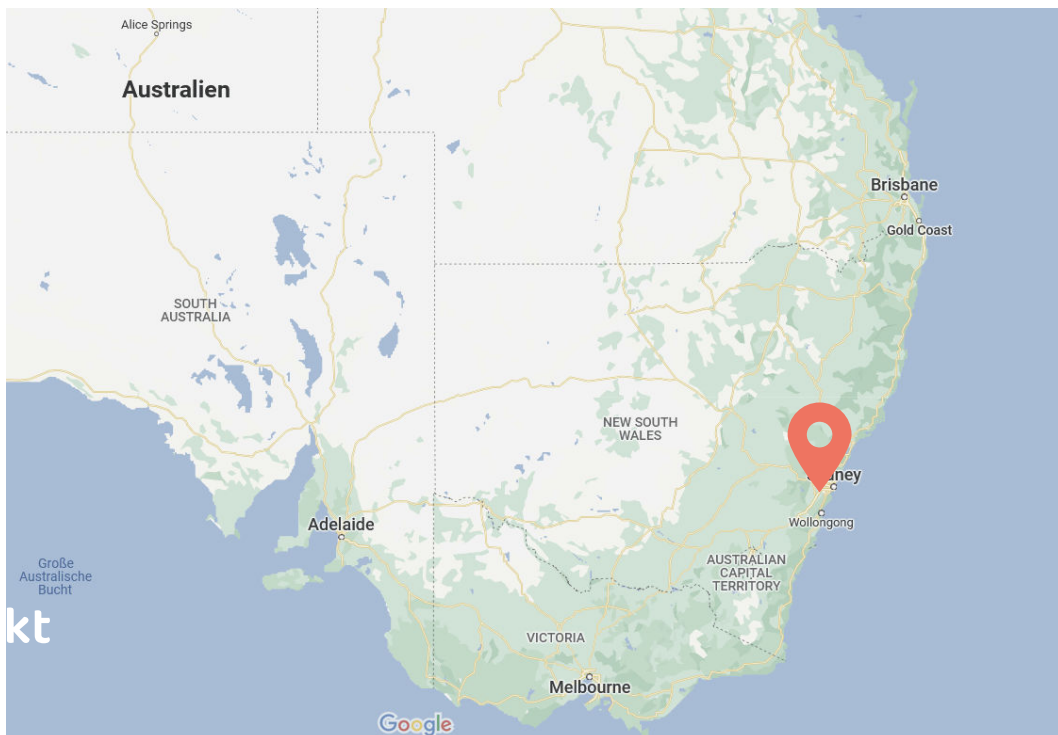 Alice Springs
Australien
Brisbane
Gold Coast
SOUTH
AUSTRALIA
NEW SOUTH
WALES
Wollongong
Adelaide
Große
Australische
Bucht
AUSTRALIAN
CAPITAL
TERRITORY
kt
VICTORIA
Melbourne
Google